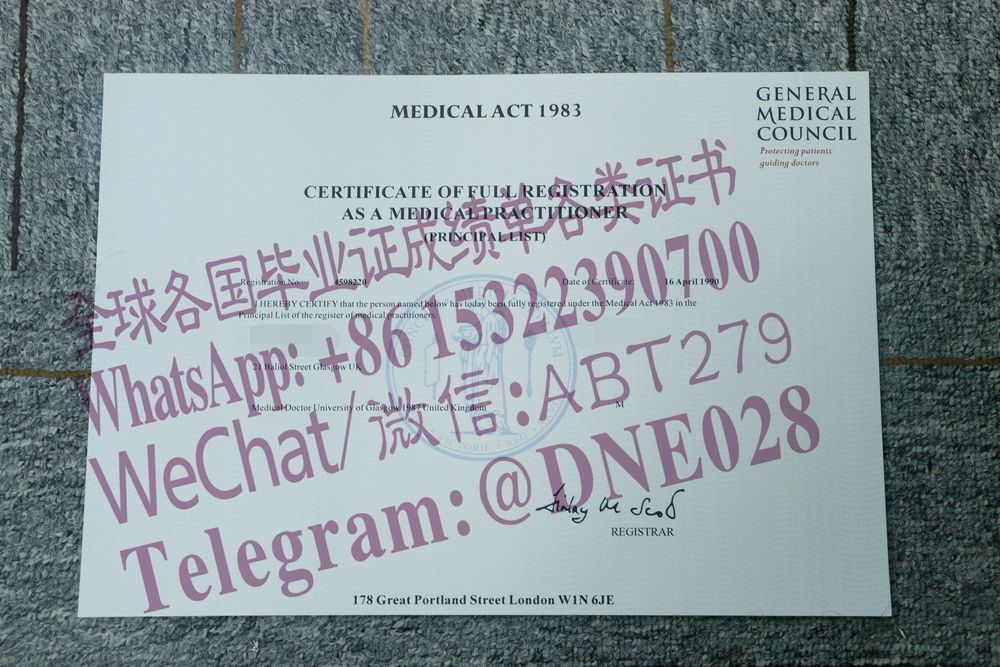 MEDICAL ACT 1983
GENERAL
MEDICAL
COUNCIL
Protecting patients
guiding doctors
CERTIFICATE OF FULL REGISTRATION
AS A MEDICAL PRACTITIONER
(PRINCIPAL LIST)
Registration No.: 4598220 Date of Certificate: 16 April 1990
I HEREBY CERTIFY that the person named below has today been fully registered under the Medical Act 1983 in the
Principal List of the register of medical practitioners:
21 Baliol Street Glasgow UK
Medical Doctor University of Glasgow 1987 United Kingdom M
全球各国毕业证成绩单各类证书
WhatsApp: +86 15322390700
WeChat/微信:ABT279
Telegram:@DNE028
REGISTRAR
178 Great Portland Street London W1N 6JE